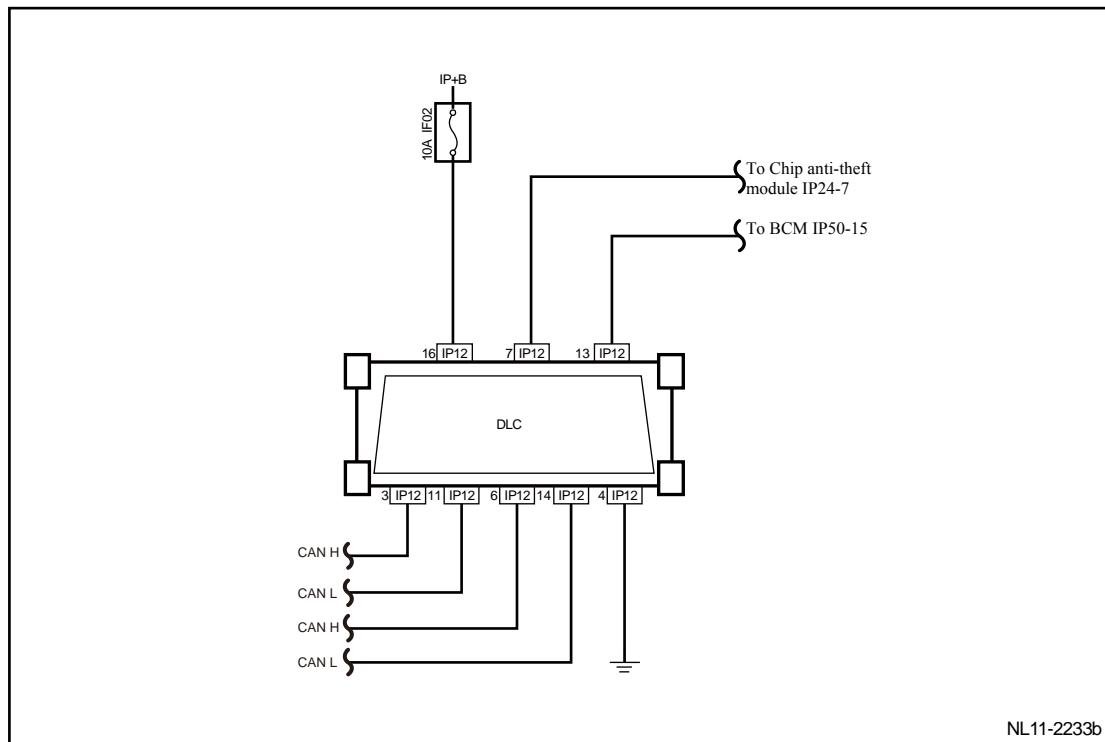 IP+B
10A IF02
To Chip anti-theft
module IP24-7
To BCM IP50-15
16 IP12 7 IP12 13 IP12
DLC
3 IP12 11 IP12 6 IP12 14 IP12 4 IP12
CAN H
CAN L
CAN H
CAN L
NL11-2233b